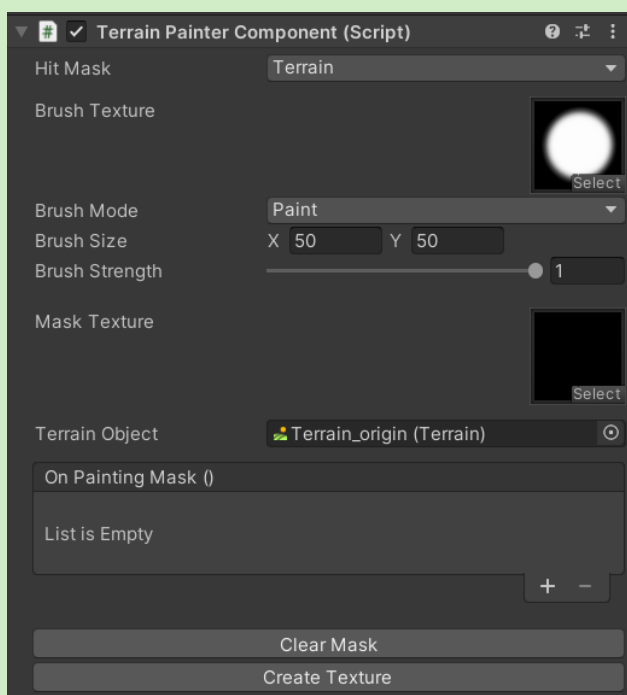 Terrain Painter Component (Script)
Hit Mask Terrain
Brush Texture
Select
Brush Mode Paint
Brush Size X 50 Y 50
Brush Strength 1
Mask Texture
Select
Terrain Object Terrain_origin (Terrain)
On Painting Mask ()
List is Empty
Clear Mask
Create Texture